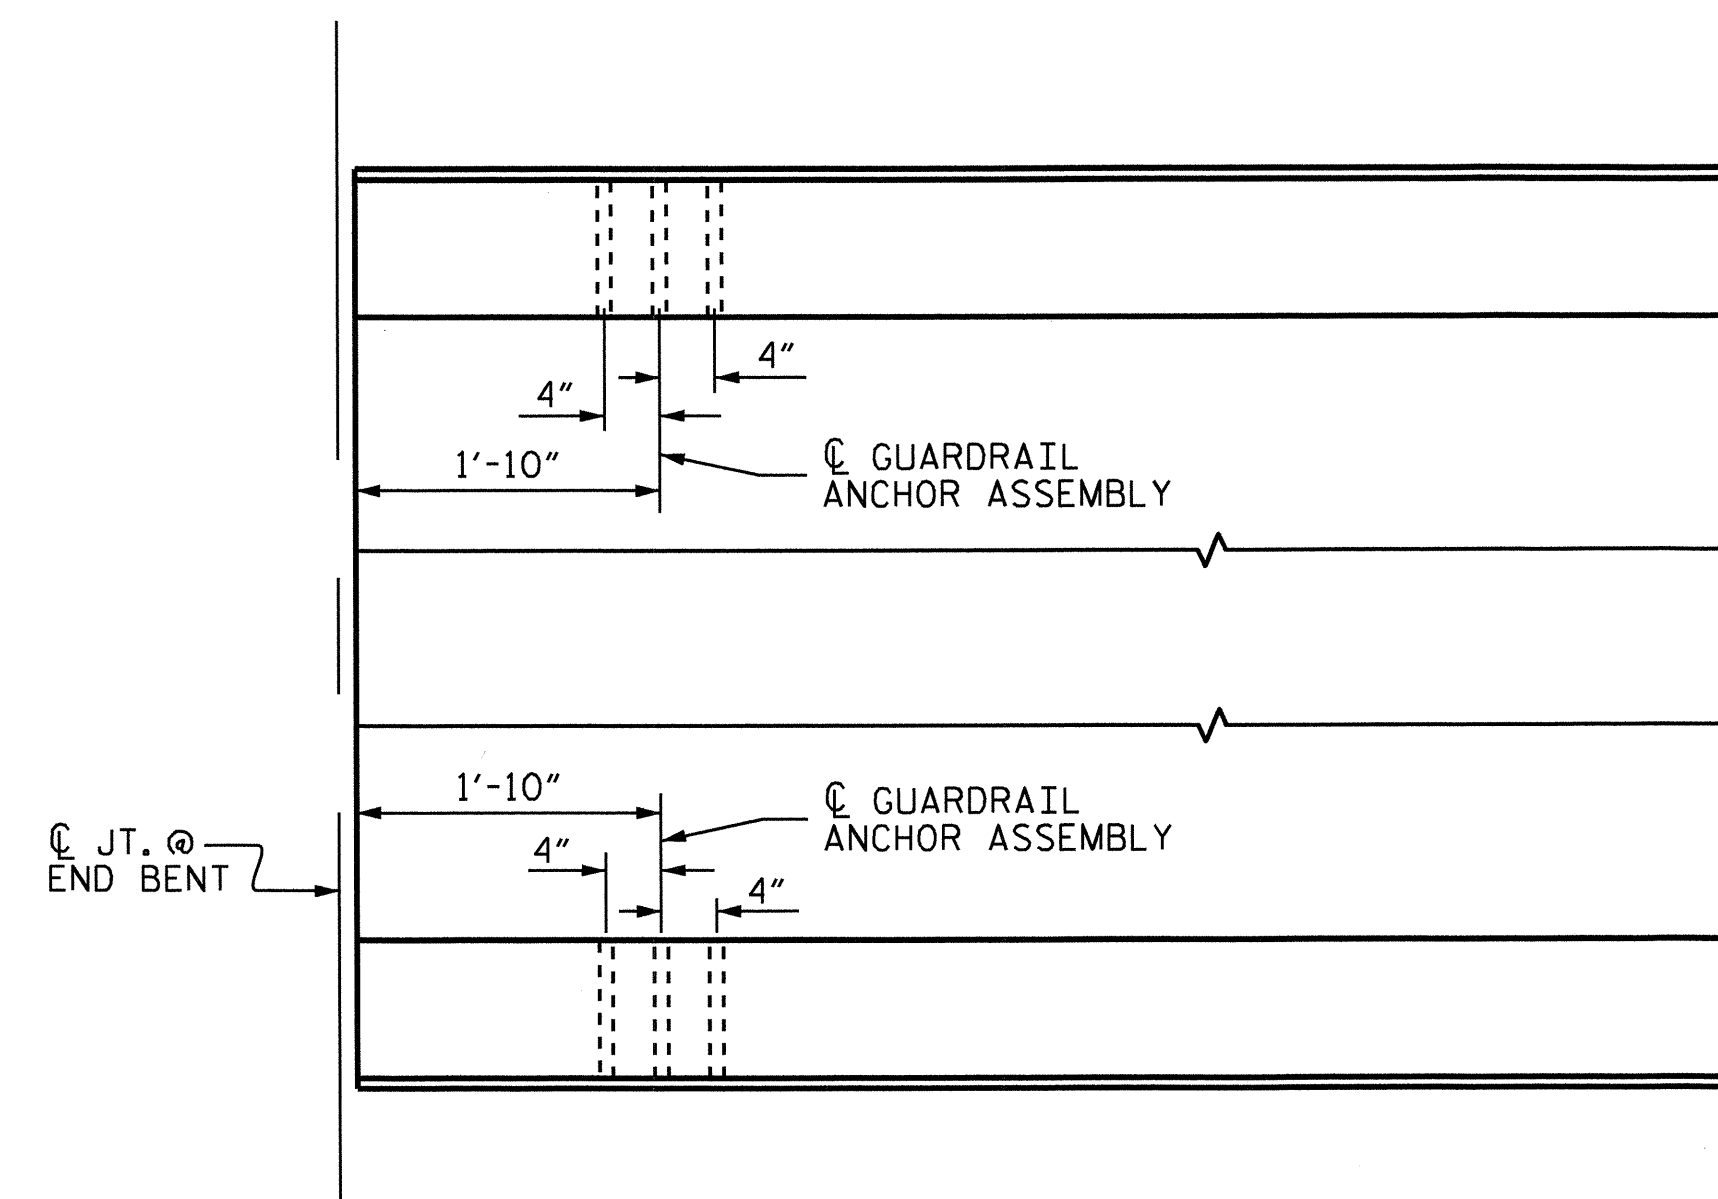 4"
4"
1'-10"
℄ GUARDRAIL
ANCHOR ASSEMBLY
1'-10"
℄ GUARDRAIL
ANCHOR ASSEMBLY
℄ JT. @
END BENT
4"
4"